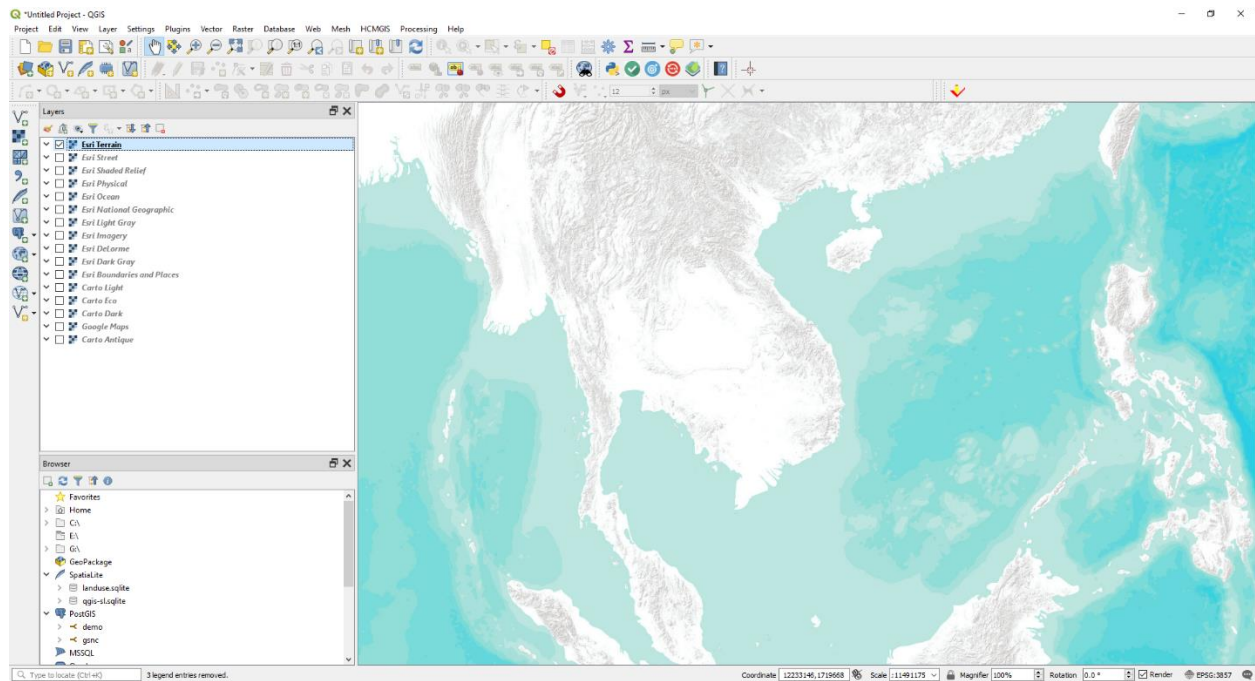 *Untitled Project - QGIS
Project Edit View Layer Settings Plugins Vector Raster Database Web Mesh HCMGIS Processing Help
12 px
Layers
Esri Terrain
Esri Street
Esri Shaded Relief
Esri Physical
Esri Ocean
Esri National Geographic
Esri Light Gray
Esri Imagery
Esri DeLorme
Esri Dark Gray
Esri Boundaries and Places
Carto Light
Carto Eco
Carto Dark
Google Maps
Carto Antique
Browser
Favorites
Home
C:\
E:\
G:\
GeoPackage
SpatiaLite
landuse.sqlite
qgis-sl.sqlite
PostGIS
demo
gsnc
MSSQL
Type to locate (Ctrl+K) 3 legend entries removed. Coordinate 12233146,1719668 Scale 1:11491175 Magnifier 100% Rotation 0.0 ° Render EPSG:3857